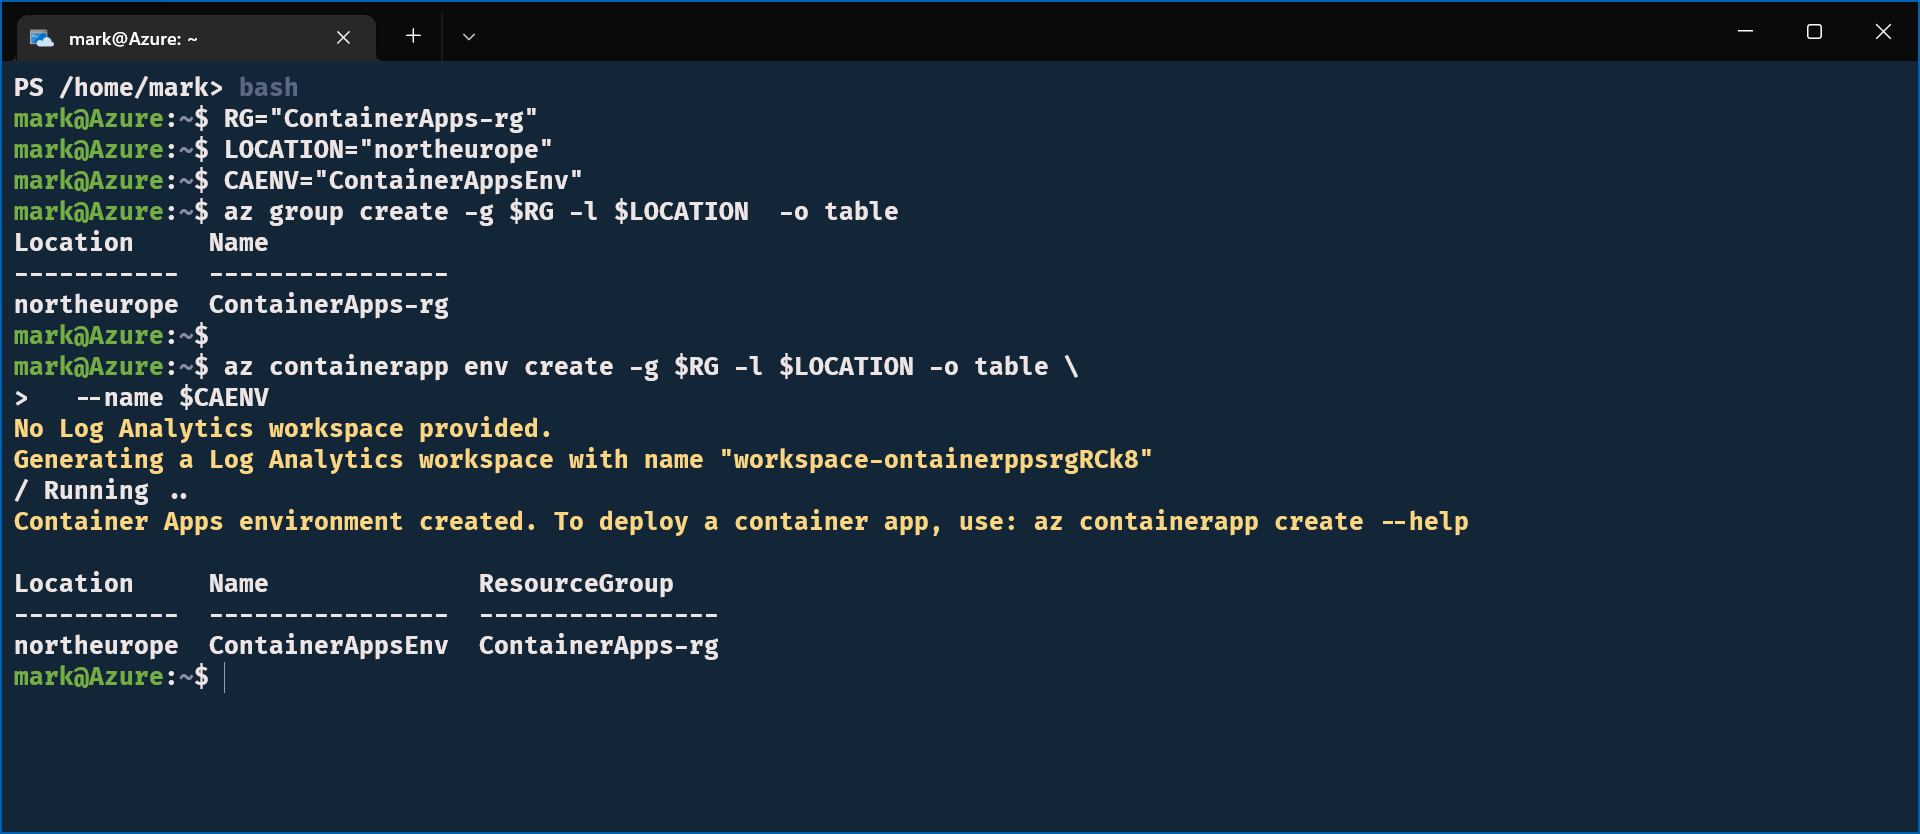 mark@Azure: ~
PS /home/mark> bash
mark@Azure:~$ RG="ContainerApps-rg"
mark@Azure:~$ LOCATION="northeurope"
mark@Azure:~$ CAENV="ContainerAppsEnv"
mark@Azure:~$ az group create -g $RG -l $LOCATION  -o table
Location     Name
-----------  ----------------
northeurope  ContainerApps-rg
mark@Azure:~$
mark@Azure:~$ az containerapp env create -g $RG -l $LOCATION -o table \
>   --name $CAENV
No Log Analytics workspace provided.
Generating a Log Analytics workspace with name "workspace-ontainerppsrgRCk8"
/ Running ..
Container Apps environment created. To deploy a container app, use: az containerapp create --help
Location     Name              ResourceGroup
-----------  ----------------  ----------------
northeurope  ContainerAppsEnv  ContainerApps-rg
mark@Azure:~$